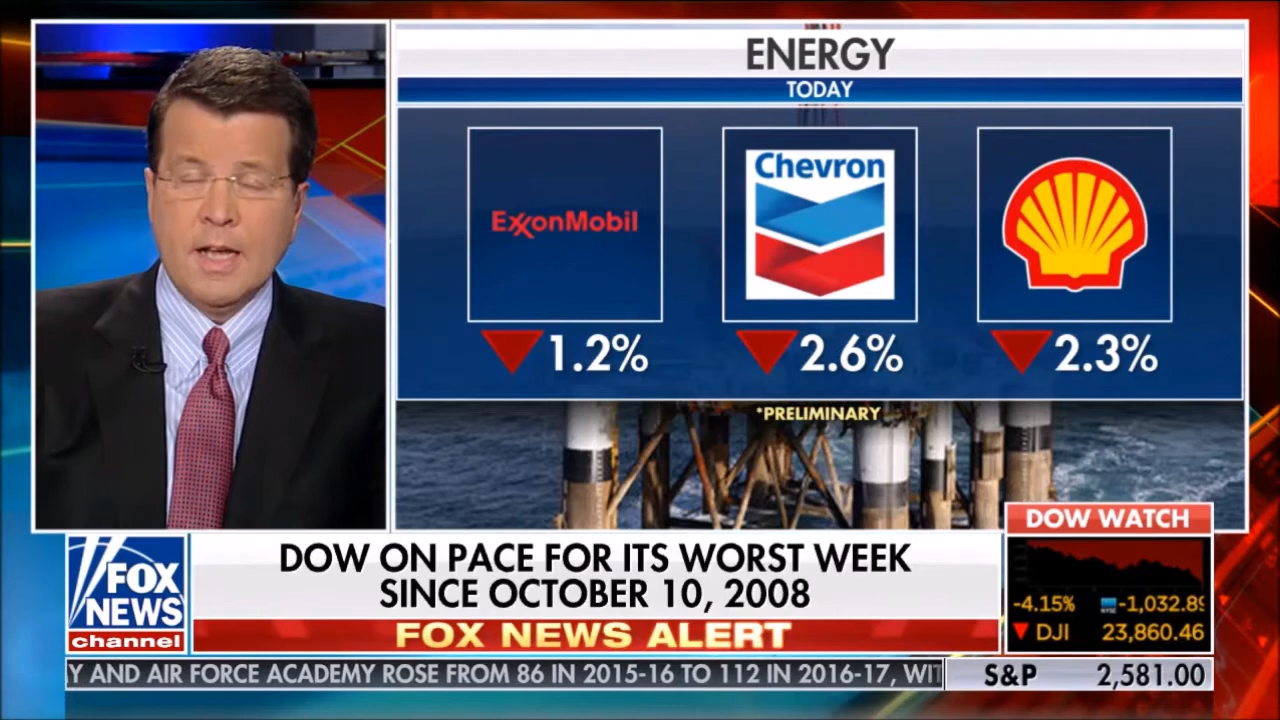 ENERGY
TODAY
ExxonMobil
Chevron
1.2%
2.6%
2.3%
*PRELIMINARY
DOW WATCH
-4.15% NYSE -1,032.89
DJI 23,860.46
FOX
NEWS
channel
DOW ON PACE FOR ITS WORST WEEK
SINCE OCTOBER 10, 2008
FOX NEWS ALERT
Y AND AIR FORCE ACADEMY ROSE FROM 86 IN 2015-16 TO 112 IN 2016-17, WIT
S&P 2,581.00